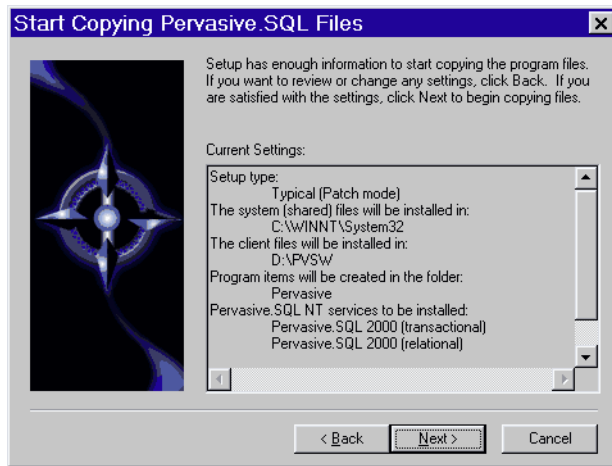 Start Copying Pervasive.SQL Files
Setup has enough information to start copying the program files.
If you want to review or change any settings, click Back. If you
are satisfied with the settings, click Next to begin copying files.
Current Settings:
Setup type:
Typical (Patch mode)
The system (shared) files will be installed in:
C:\WINNT\System32
The client files will be installed in:
D:\PVSW
Program items will be created in the folder:
Pervasive
Pervasive.SQL NT services to be installed:
Pervasive.SQL 2000 (transactional)
Pervasive.SQL 2000 (relational)
< Back Next > Cancel